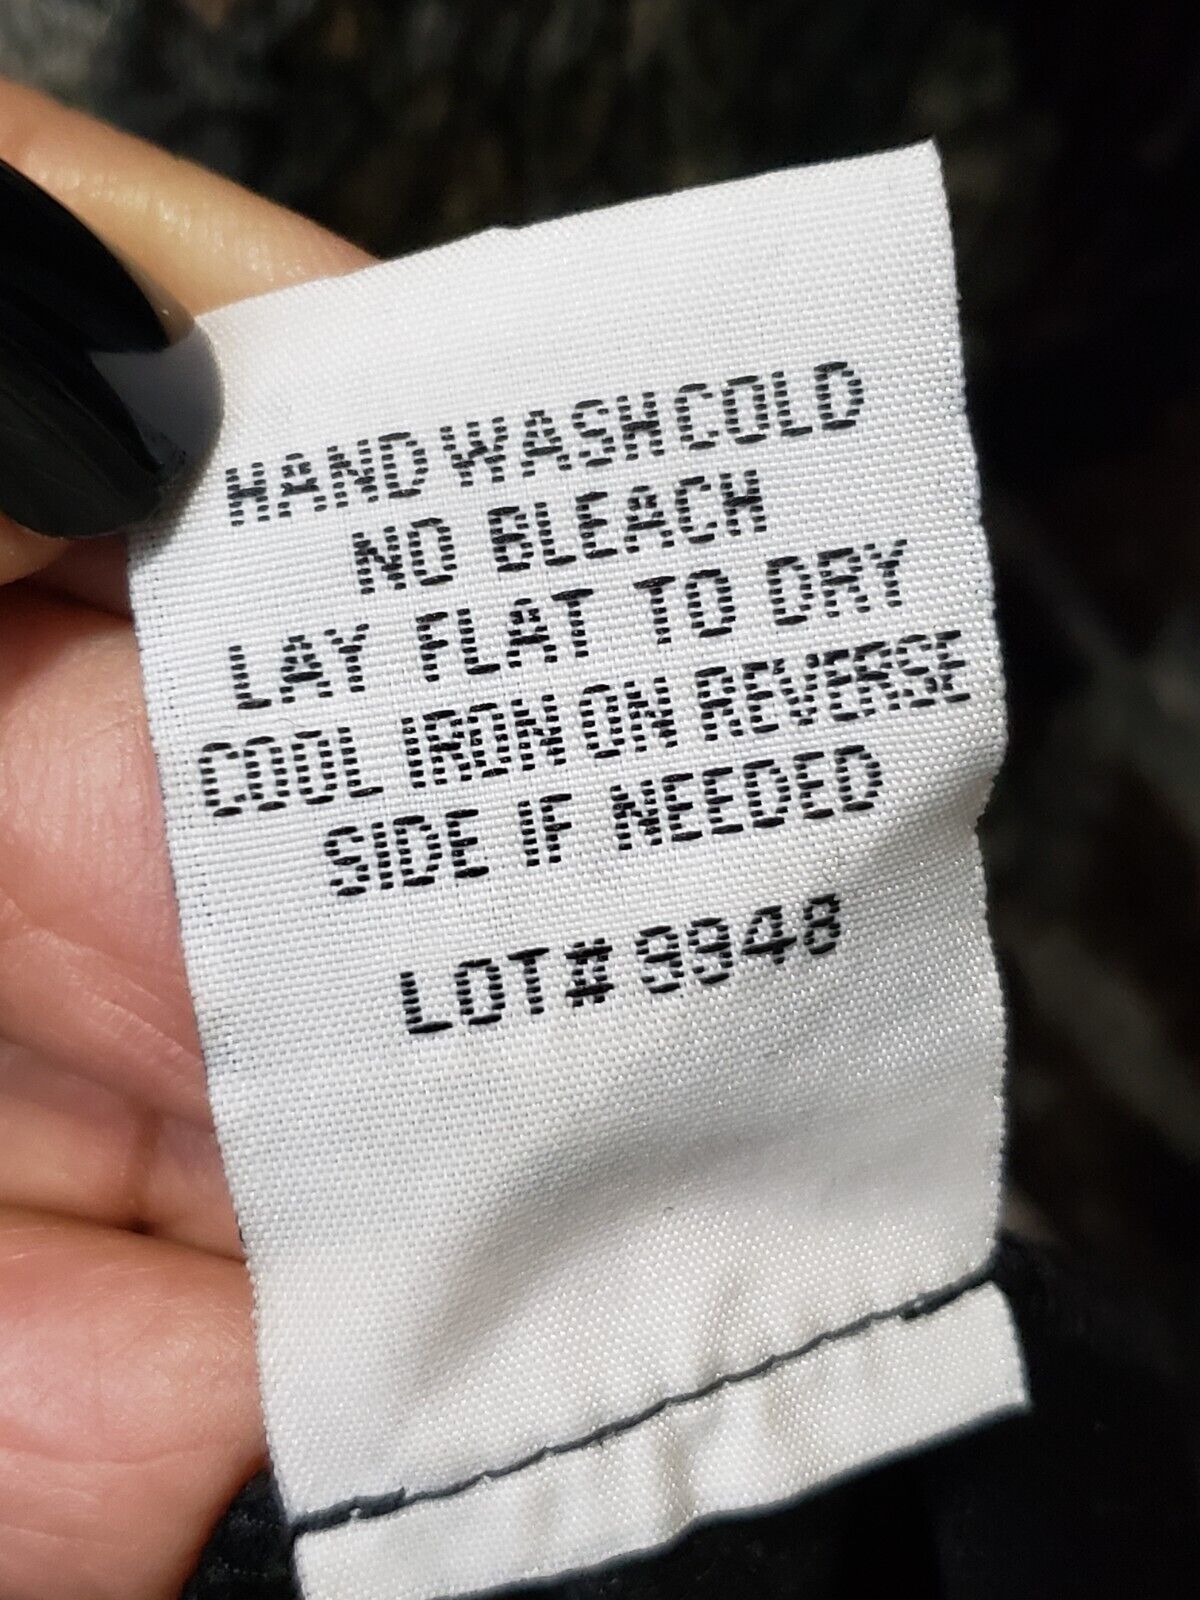 HAND WASH COLD
NO BLEACH
LAY FLAT TO DRY
COOL IRON ON REVERSE
SIDE IF NEEDED
LOT# 9948